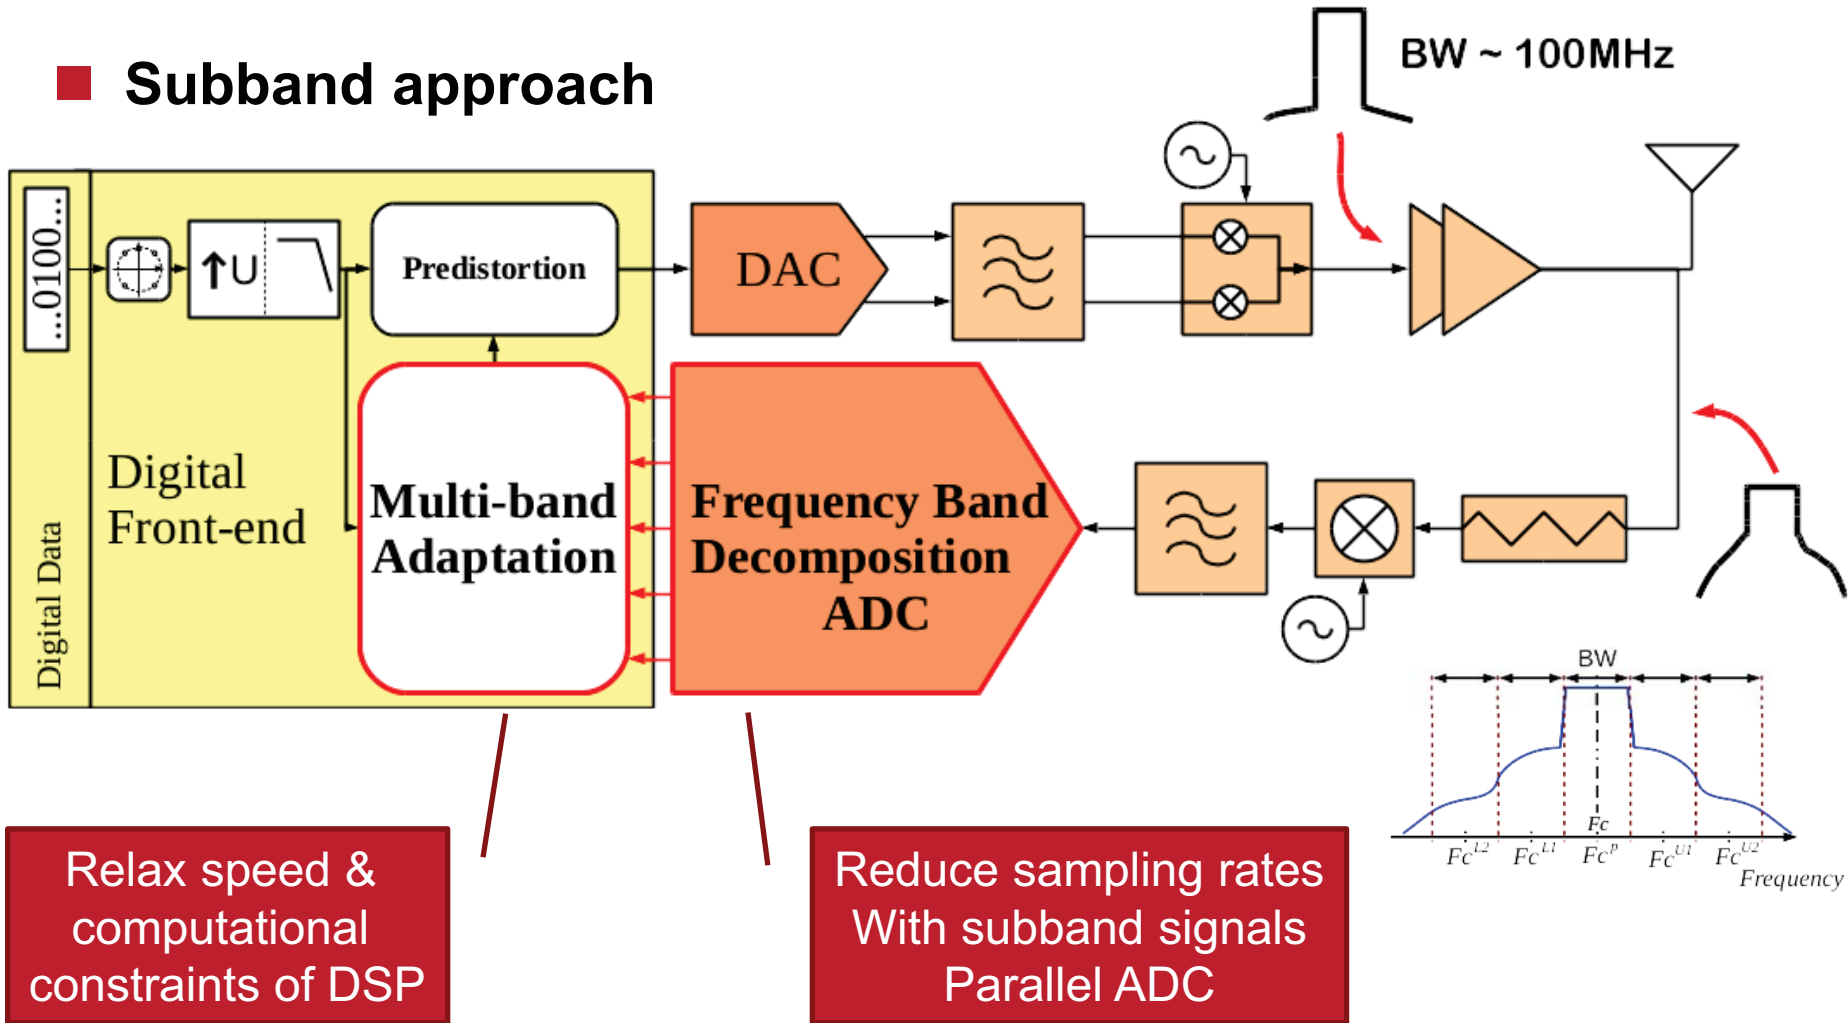 Subband approach
BW ~ 100MHz
...0100...
↑U
Predistortion
DAC
Digital
Front-end
Digital Data
Multi-band
Adaptation
Frequency Band
Decomposition
ADC
BW
Fc
Fc^L2 Fc^L1 Fc^p Fc^U1 Fc^U2
Frequency
Relax speed &
computational
constraints of DSP
Reduce sampling rates
With subband signals
Parallel ADC